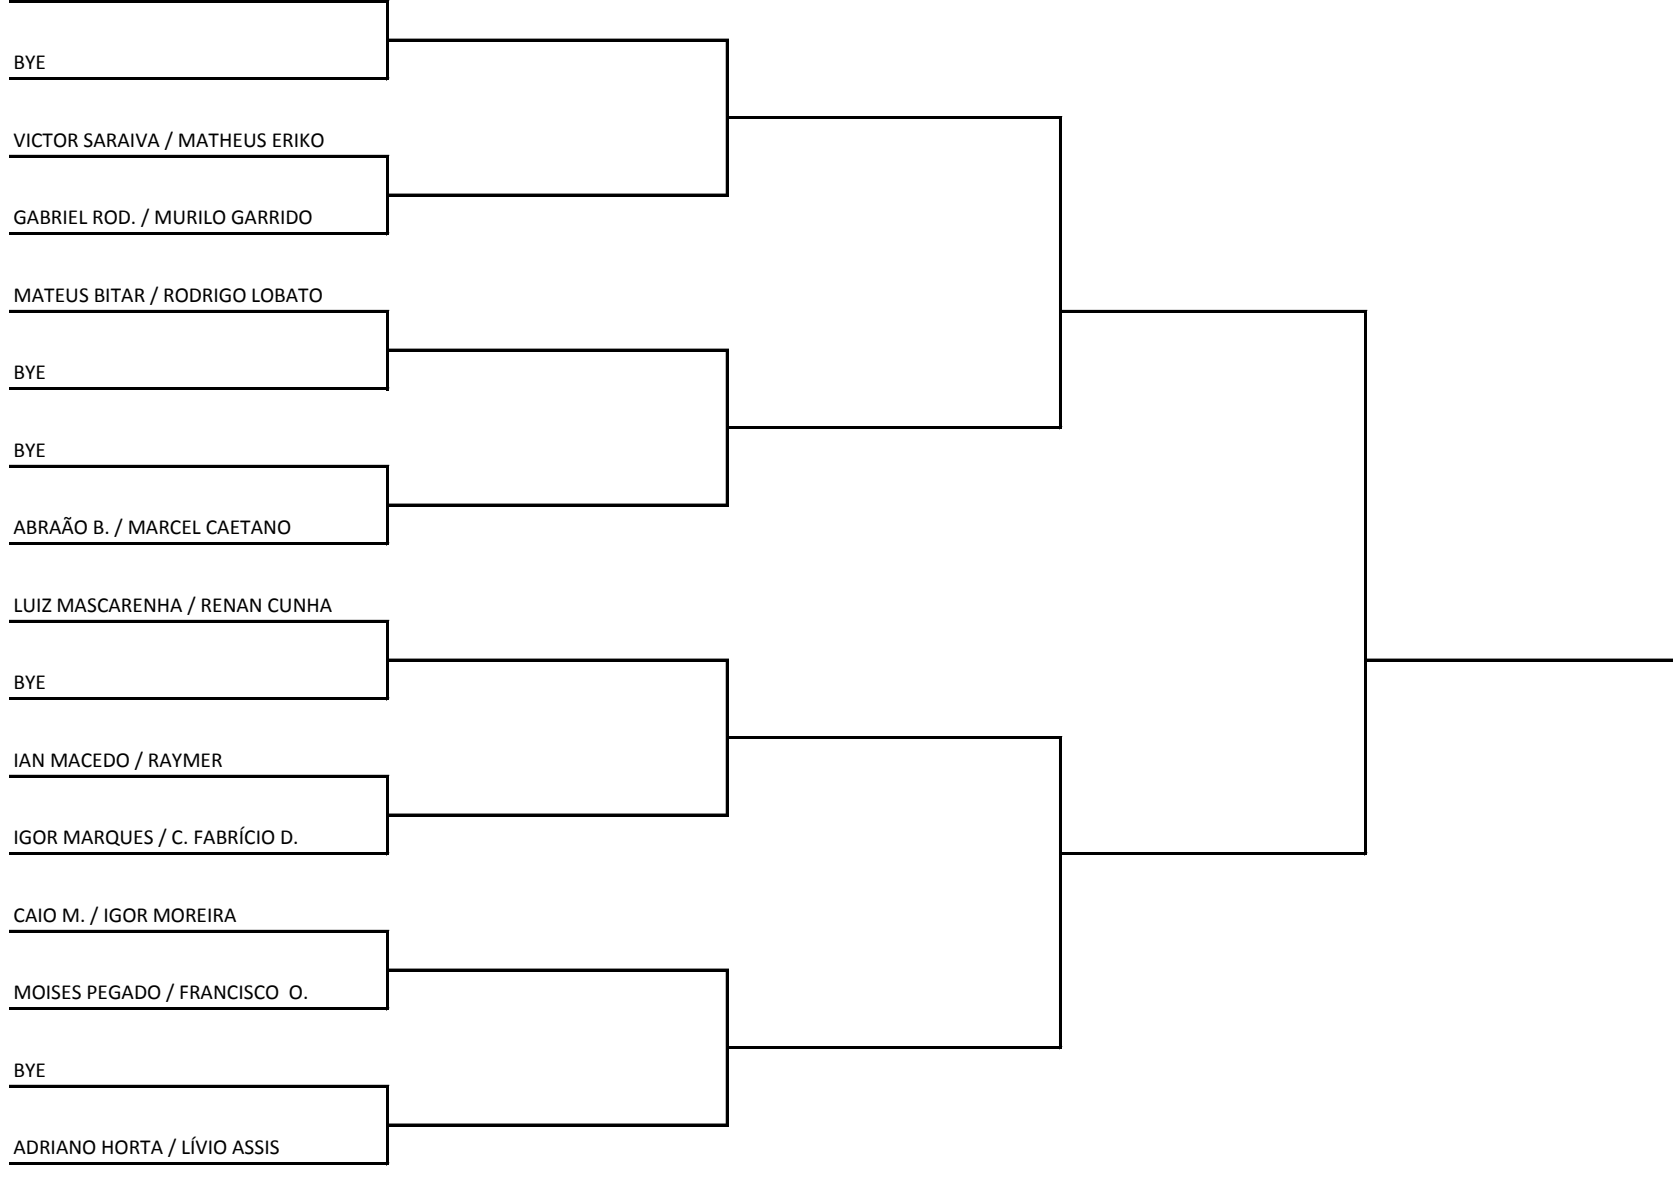 BYE
VICTOR SARAIVA / MATHEUS ERIKO
GABRIEL ROD. / MURILO GARRIDO
MATEUS BITAR / RODRIGO LOBATO
BYE
BYE
ABRAÃO B. / MARCEL CAETANO
LUIZ MASCARENHA / RENAN CUNHA
BYE
IAN MACEDO / RAYMER
IGOR MARQUES / C. FABRÍCIO D.
CAIO M. / IGOR MOREIRA
MOISES PEGADO / FRANCISCO  O.
BYE
ADRIANO HORTA / LÍVIO ASSIS